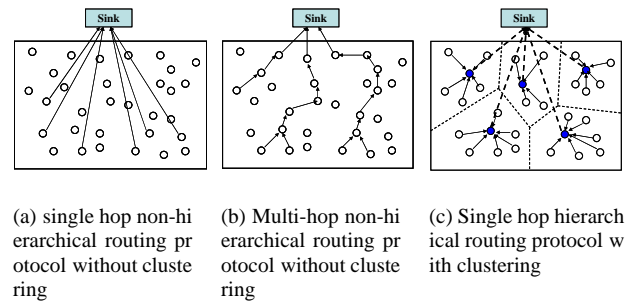 Sink
Sink
Sink
(a) single hop non-hi
erarchical routing pr
otocol without cluste
ring
(b) Multi-hop non-hi
erarchical routing pr
otocol without cluste
ring
(c) Single hop hierarch
ical routing protocol w
ith clustering